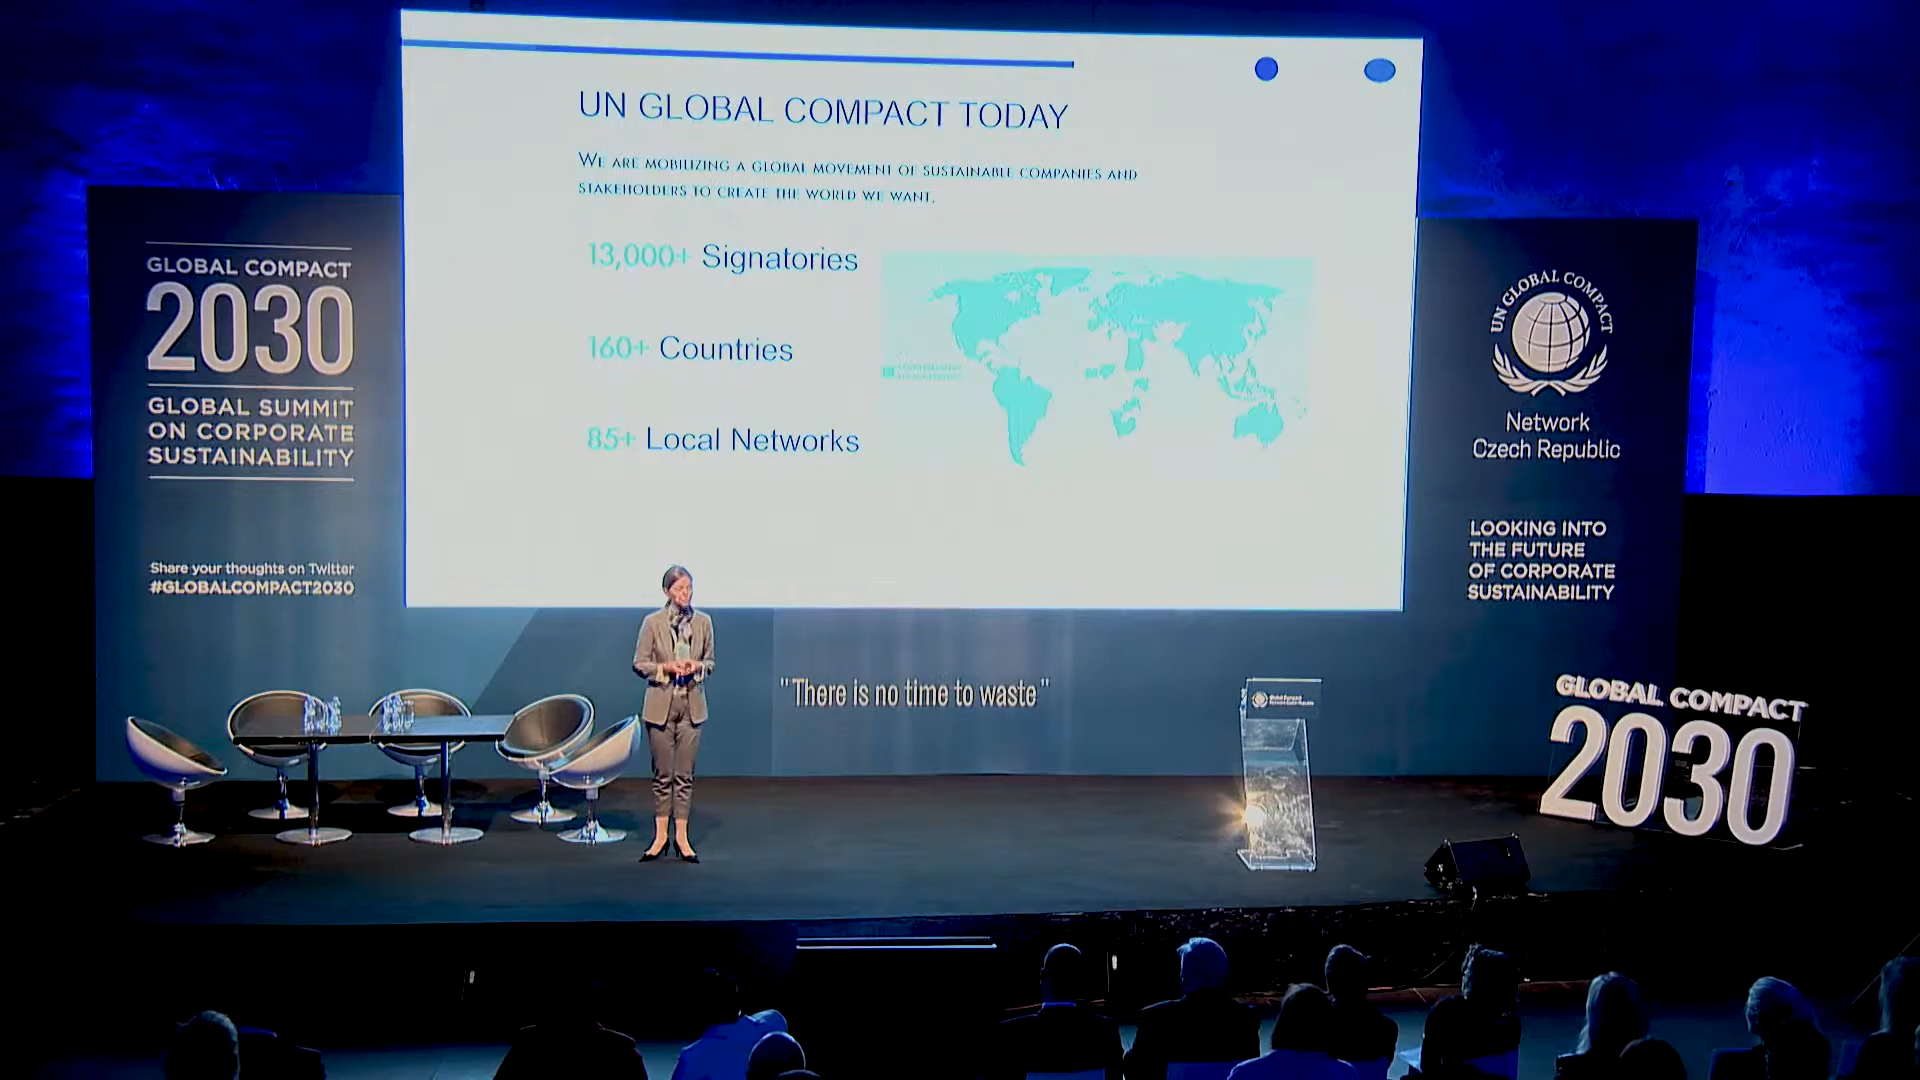 UN GLOBAL COMPACT TODAY
WE ARE MOBILIZING A GLOBAL MOVEMENT OF SUSTAINABLE COMPANIES AND
STAKEHOLDERS TO CREATE THE WORLD WE WANT.
13,000+ Signatories
160+ Countries
85+ Local Networks
GLOBAL COMPACT
2030
GLOBAL SUMMIT
ON CORPORATE
SUSTAINABILITY
Share your thoughts on Twitter
#GLOBALCOMPACT2030
UN GLOBAL COMPACT
Network
Czech Republic
LOOKING INTO
THE FUTURE
OF CORPORATE
SUSTAINABILITY
"There is no time to waste"
GLOBAL COMPACT
2030